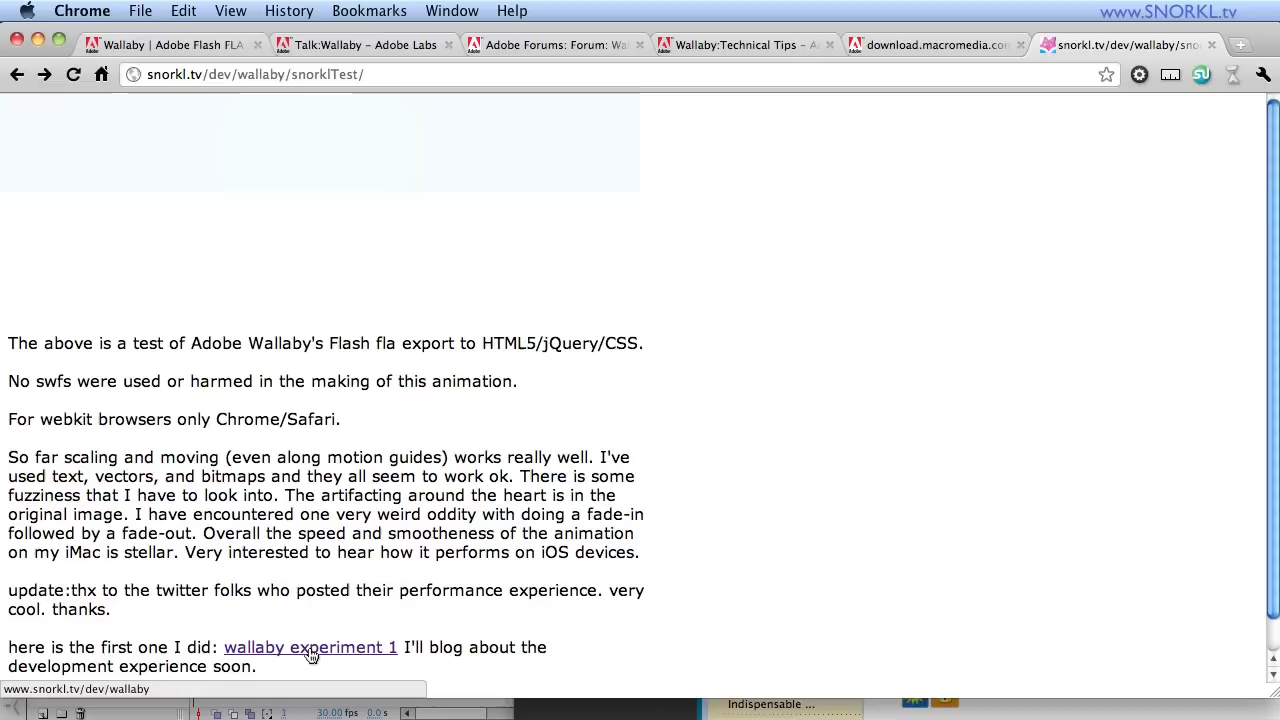 Chrome File Edit View History Bookmarks Window Help www.SNORKL.tv
Wallaby | Adobe Flash FLA Talk:Wallaby – Adobe Labs Adobe Forums: Forum: Wa Wallaby:Technical Tips – A download.macromedia.co snorkl.tv/dev/wallaby/sno
snorkl.tv/dev/wallaby/snorklTest/
The above is a test of Adobe Wallaby's Flash fla export to HTML5/jQuery/CSS.
No swfs were used or harmed in the making of this animation.
For webkit browsers only Chrome/Safari.
So far scaling and moving (even along motion guides) works really well. I've
used text, vectors, and bitmaps and they all seem to work ok. There is some
fuzziness that I have to look into. The artifacting around the heart is in the
original image. I have encountered one very weird oddity with doing a fade-in
followed by a fade-out. Overall the speed and smootheness of the animation
on my iMac is stellar. Very interested to hear how it performs on iOS devices.
update:thx to the twitter folks who posted their performance experience. very
cool. thanks.
here is the first one I did: wallaby experiment 1 I'll blog about the
development experience soon.
www.snorkl.tv/dev/wallaby
1 30.00 fps 0.0 s Indispensable ...